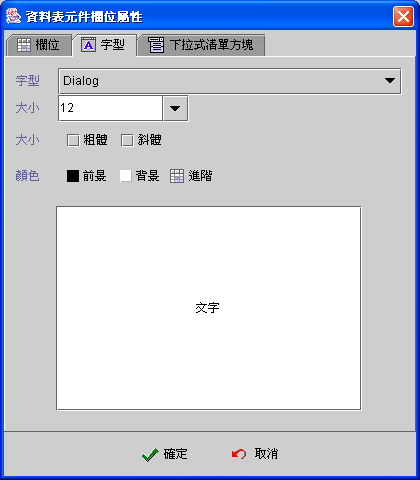 資料表元件欄位屬性
欄位 字型 下拉式清單方塊
字型 Dialog
大小 12
大小 粗體 斜體
顏色 前景 背景 進階
文字
確定 取消